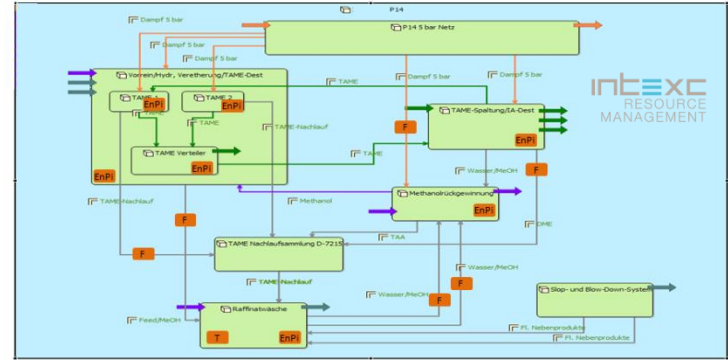 P14
Dampf 5 bar
P14 5 bar Netz
Dampf 5 bar
Dampf 5 bar
Dampf 5 bar
Dampf 5 bar
Vorrein/Hydr, Veretherung/TAME-Dest
TAME
intexc
RESOURCE
MANAGEMENT
TAME 1
EnPi
TAME 2
EnPi
TAME-Spaltung/IA-Dest
EnPi
TAME
TAME
TAME-Nachlauf
F
TAME Verteiler
EnPi
TAME
EnPi
Wasser/MeOH
F
TAME-Nachlauf
Methanol
Methanolrückgewinnung
EnPi
F
DME
TAA
TAME Nachlaufsammlung D-7215
F
Wasser/MeOH
TAME-Nachlauf
F
Slop- und Blow-Down-System
Wasser/MeOH
F
Raffinatwäsche
Feed/MeOH
T
EnPi
Fl. Nebenprodukte
Fl. Nebenprodukte